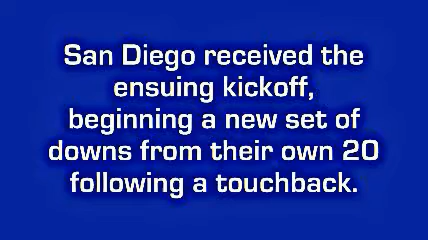 San Diego received the
ensuing kickoff,
beginning a new set of
downs from their own 20
following a touchback.